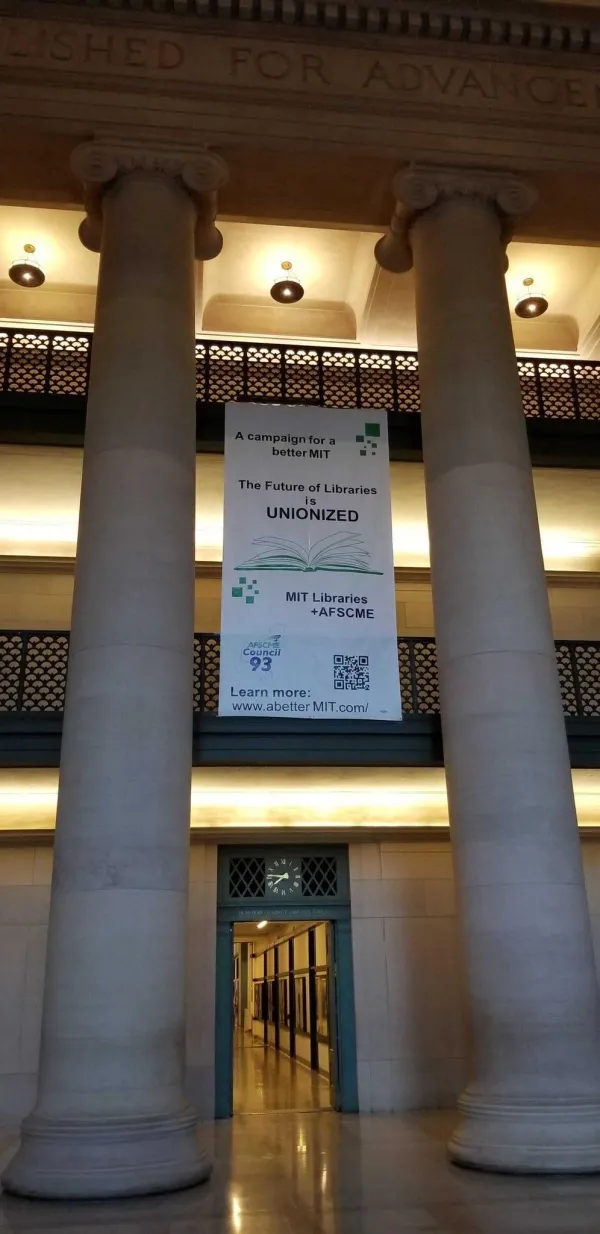 LISHED FOR ADVANCE
A campaign for a
better MIT
The Future of Libraries
is
UNIONIZED
MIT Libraries
+AFSCME
AFSCME
Council
93
Learn more:
www.abetterMIT.com/